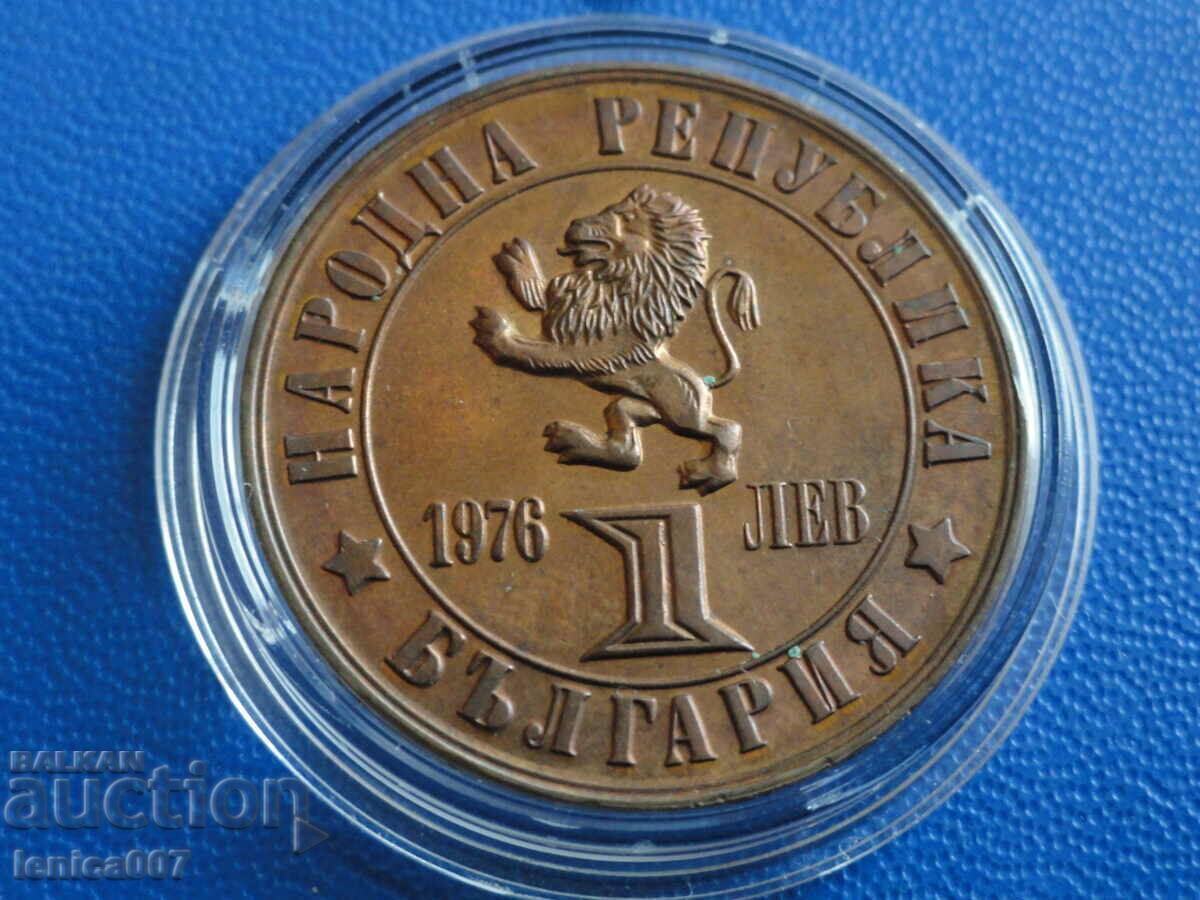 НАРОДНА РЕПУБЛИКА
1976 1 ЛЕВ
БЪЛГАРИЯ
BALKAN
auction
lenica007